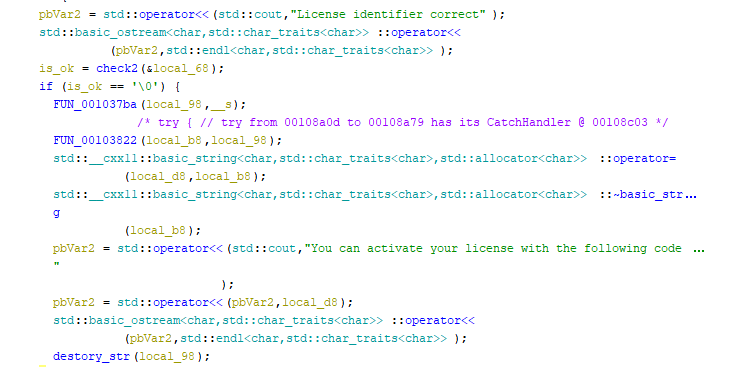 pbVar2 = std::operator<<(std::cout,"License identifier correct");
std::basic_ostream<char,std::char_traits<char>>::operator<<
(pbVar2,std::endl<char,std::char_traits<char>>);
is_ok = check2(&local_68);
if (is_ok == '\0') {
FUN_001037ba(local_98,__s);
/* try { // try from 00108a0d to 00108a79 has its CatchHandler @ 00108c03 */
FUN_00103822(local_b8,local_98);
std::__cxx11::basic_string<char,std::char_traits<char>,std::allocator<char>>::operator=
(local_d8,local_b8);
std::__cxx11::basic_string<char,std::char_traits<char>,std::allocator<char>>::~basic_str...
g
(local_b8);
pbVar2 = std::operator<<(std::cout,"You can activate your license with the following code ...
"
);
pbVar2 = std::operator<<(pbVar2,local_d8);
std::basic_ostream<char,std::char_traits<char>>::operator<<
(pbVar2,std::endl<char,std::char_traits<char>>);
destory_str(local_98);